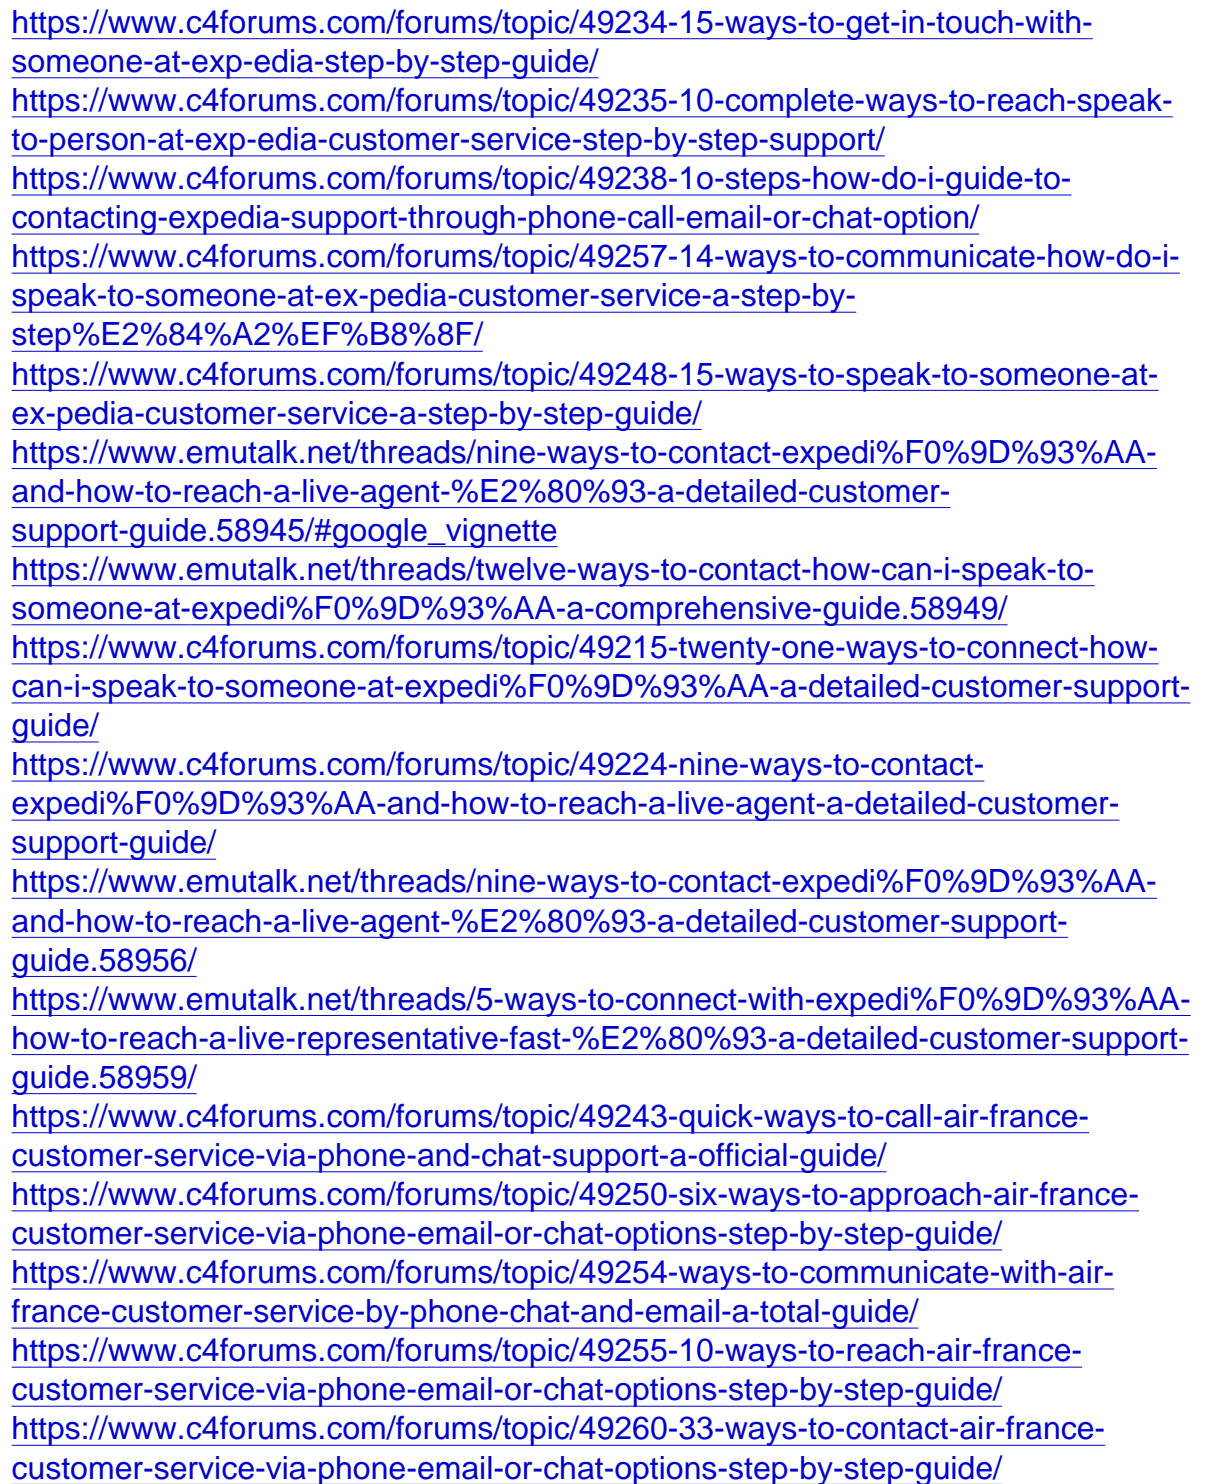 https://www.c4forums.com/forums/topic/49234-15-ways-to-get-in-touch-with-
someone-at-exp-edia-step-by-step-guide/
https://www.c4forums.com/forums/topic/49235-10-complete-ways-to-reach-speak-
to-person-at-exp-edia-customer-service-step-by-step-support/
https://www.c4forums.com/forums/topic/49238-1o-steps-how-do-i-guide-to-
contacting-expedia-support-through-phone-call-email-or-chat-option/
https://www.c4forums.com/forums/topic/49257-14-ways-to-communicate-how-do-i-
speak-to-someone-at-ex-pedia-customer-service-a-step-by-
step%E2%84%A2%EF%B8%8F/
https://www.c4forums.com/forums/topic/49248-15-ways-to-speak-to-someone-at-
ex-pedia-customer-service-a-step-by-step-guide/
https://www.emutalk.net/threads/nine-ways-to-contact-expedi%F0%9D%93%AA-
and-how-to-reach-a-live-agent-%E2%80%93-a-detailed-customer-
support-guide.58945/#google_vignette
https://www.emutalk.net/threads/twelve-ways-to-contact-how-can-i-speak-to-
someone-at-expedi%F0%9D%93%AA-a-comprehensive-guide.58949/
https://www.c4forums.com/forums/topic/49215-twenty-one-ways-to-connect-how-
can-i-speak-to-someone-at-expedi%F0%9D%93%AA-a-detailed-customer-support-
guide/
https://www.c4forums.com/forums/topic/49224-nine-ways-to-contact-
expedi%F0%9D%93%AA-and-how-to-reach-a-live-agent-a-detailed-customer-
support-guide/
https://www.emutalk.net/threads/nine-ways-to-contact-expedi%F0%9D%93%AA-
and-how-to-reach-a-live-agent-%E2%80%93-a-detailed-customer-support-
guide.58956/
https://www.emutalk.net/threads/5-ways-to-connect-with-expedi%F0%9D%93%AA-
how-to-reach-a-live-representative-fast-%E2%80%93-a-detailed-customer-support-
guide.58959/
https://www.c4forums.com/forums/topic/49243-quick-ways-to-call-air-france-
customer-service-via-phone-and-chat-support-a-official-guide/
https://www.c4forums.com/forums/topic/49250-six-ways-to-approach-air-france-
customer-service-via-phone-email-or-chat-options-step-by-step-guide/
https://www.c4forums.com/forums/topic/49254-ways-to-communicate-with-air-
france-customer-service-by-phone-chat-and-email-a-total-guide/
https://www.c4forums.com/forums/topic/49255-10-ways-to-reach-air-france-
customer-service-via-phone-email-or-chat-options-step-by-step-guide/
https://www.c4forums.com/forums/topic/49260-33-ways-to-contact-air-france-
customer-service-via-phone-email-or-chat-options-step-by-step-guide/